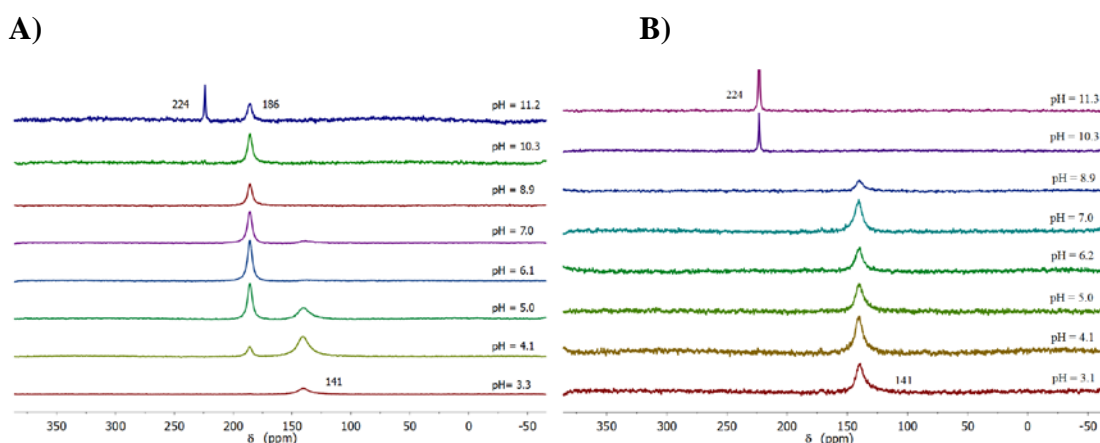 A)
224
186
pH = 11.2
pH = 10.3
pH = 8.9
pH = 7.0
pH = 6.1
pH = 5.0
pH = 4.1
141
pH= 3.3
350 300 250 200 150 100 50 0 -50
δ (ppm)
B)
224
pH = 11.3
pH = 10.3
pH = 8.9
pH = 7.0
pH = 6.2
pH = 5.0
pH = 4.1
141
pH = 3.1
350 300 250 200 150 100 50 0 -50
δ (ppm)